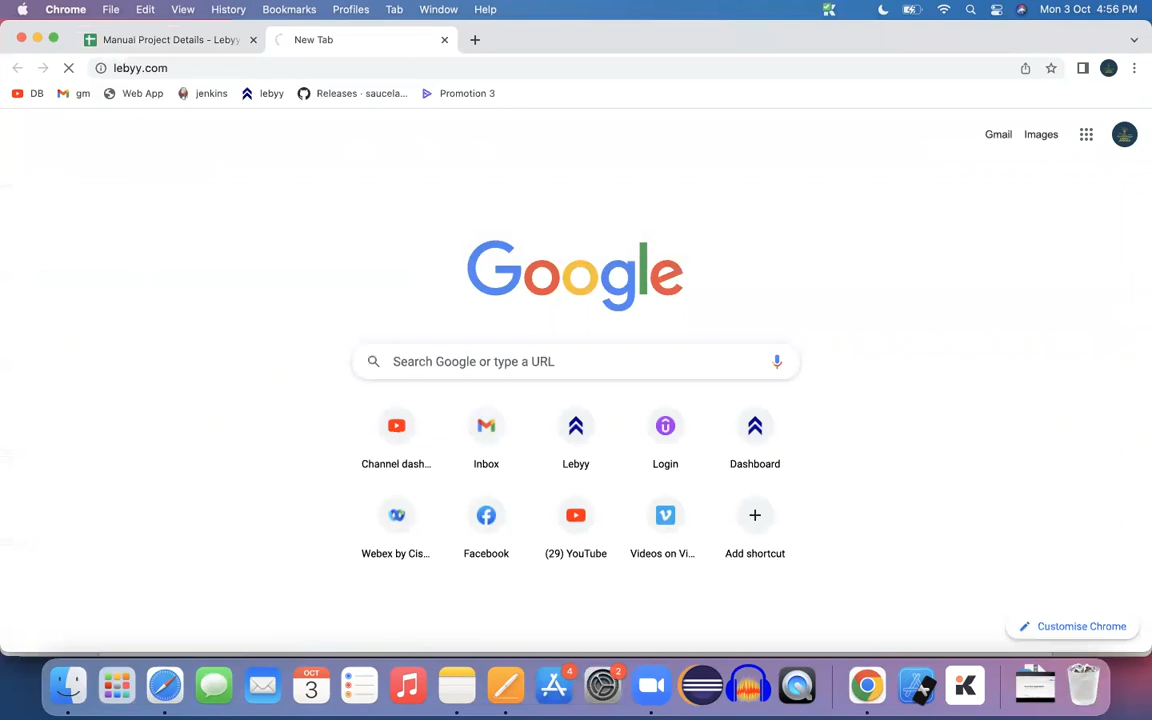 Chrome File Edit View History Bookmarks Profiles Tab Window Help Mon 3 Oct 4:56 PM
Manual Project Details - Lebyy New Tab
lebyy.com
DB gm Web App jenkins lebyy Releases · saucela... Promotion 3
Gmail Images
Google
Search Google or type a URL
Channel dash... Inbox Lebyy Login Dashboard
Webex by Cis... Facebook (29) YouTube Videos on Vi... Add shortcut
Customise Chrome
4 2
OCT
3